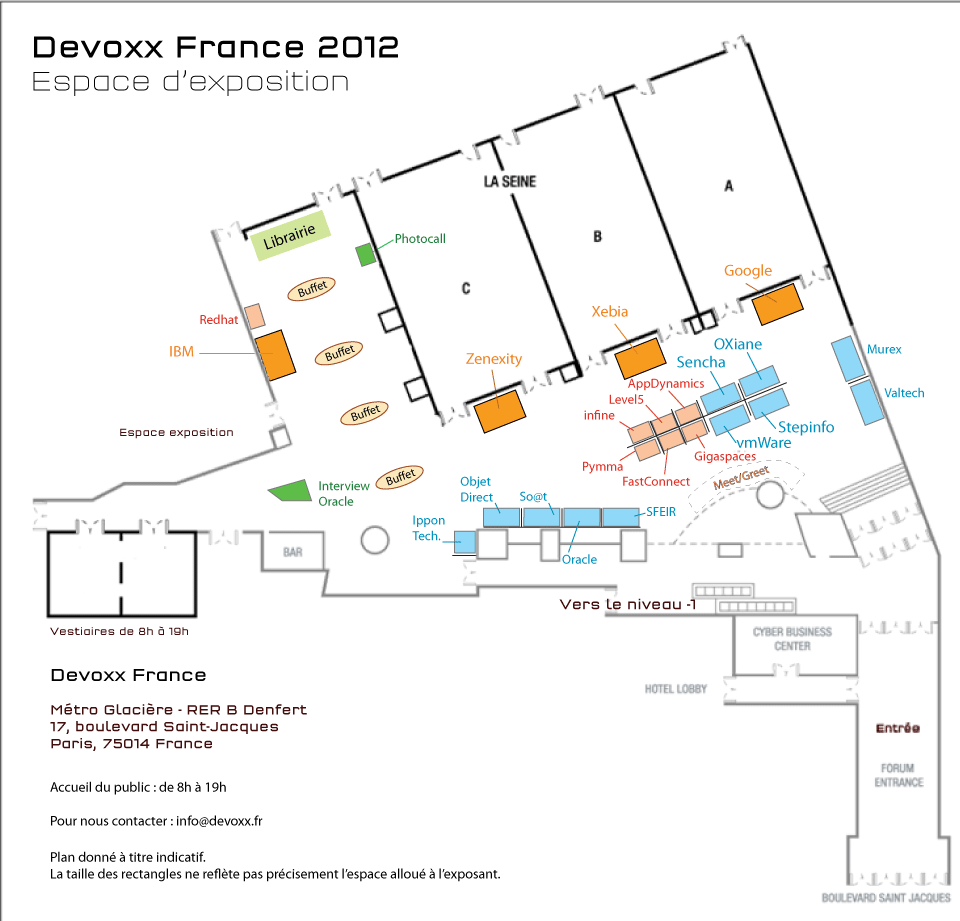 Devoxx France 2012
Espace d'exposition
A
LA SEINE
B
Librairie
Photocall
Google
C
Buffet
Xebia
Redhat
OXiane
Murex
IBM
Buffet
Zenexity
Sencha
AppDynamics
Valtech
Level5
infine
Buffet
Stepinfo
Espace exposition
vmWare
Gigaspaces
Pymma
Buffet
Meet/Greet
FastConnect
Interview
Oracle
Objet
Direct
So@t
SFEIR
Ippon
Tech.
BAR
Oracle
Vers le niveau -1
Vestiaires de 8h à 19h
CYBER BUSINESS
CENTER
HOTEL LOBBY
Devoxx France
Métro Glacière - RER B Denfert
17, boulevard Saint-Jacques
Paris, 75014 France
Entrée
FORUM
ENTRANCE
Accueil du public : de 8h à 19h
Pour nous contacter : info@devoxx.fr
Plan donné à titre indicatif.
La taille des rectangles ne reflète pas précisement l'espace alloué à l'exposant.
BOULEVARD SAINT JACQUES